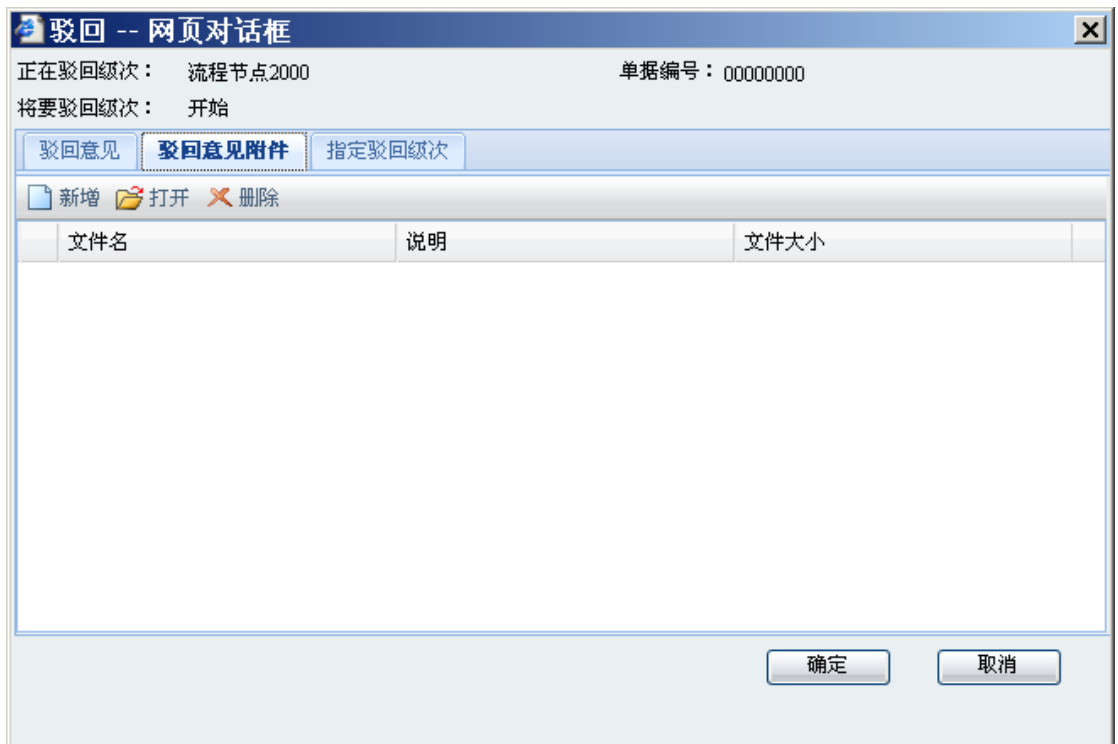 驳回 -- 网页对话框
正在驳回级次： 流程节点2000 单据编号：00000000
将要驳回级次： 开始
驳回意见 驳回意见附件 指定驳回级次
新增 打开 删除
文件名 说明 文件大小
确定 取消